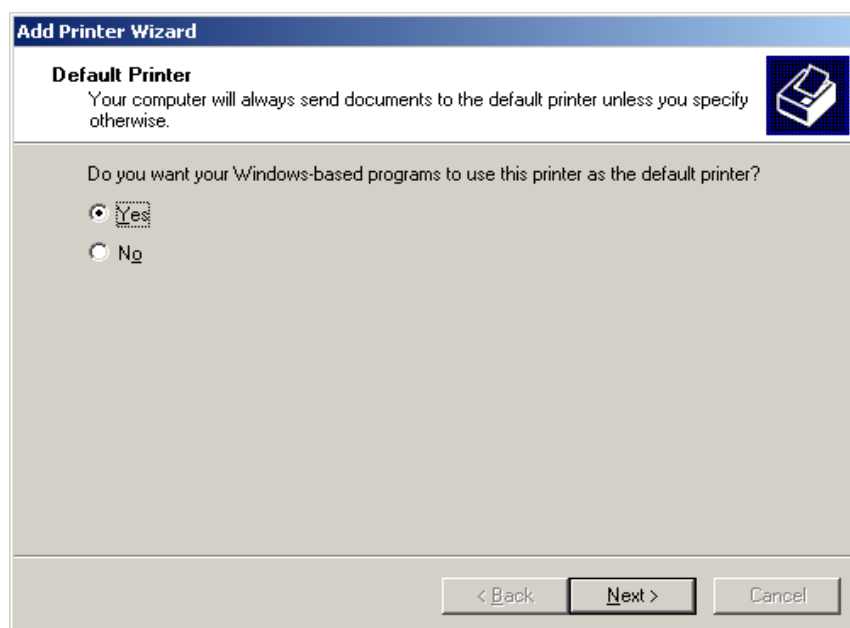 Add Printer Wizard
Default Printer
Your computer will always send documents to the default printer unless you specify
otherwise.
Do you want your Windows-based programs to use this printer as the default printer?
Yes
No
< Back
Next >
Cancel